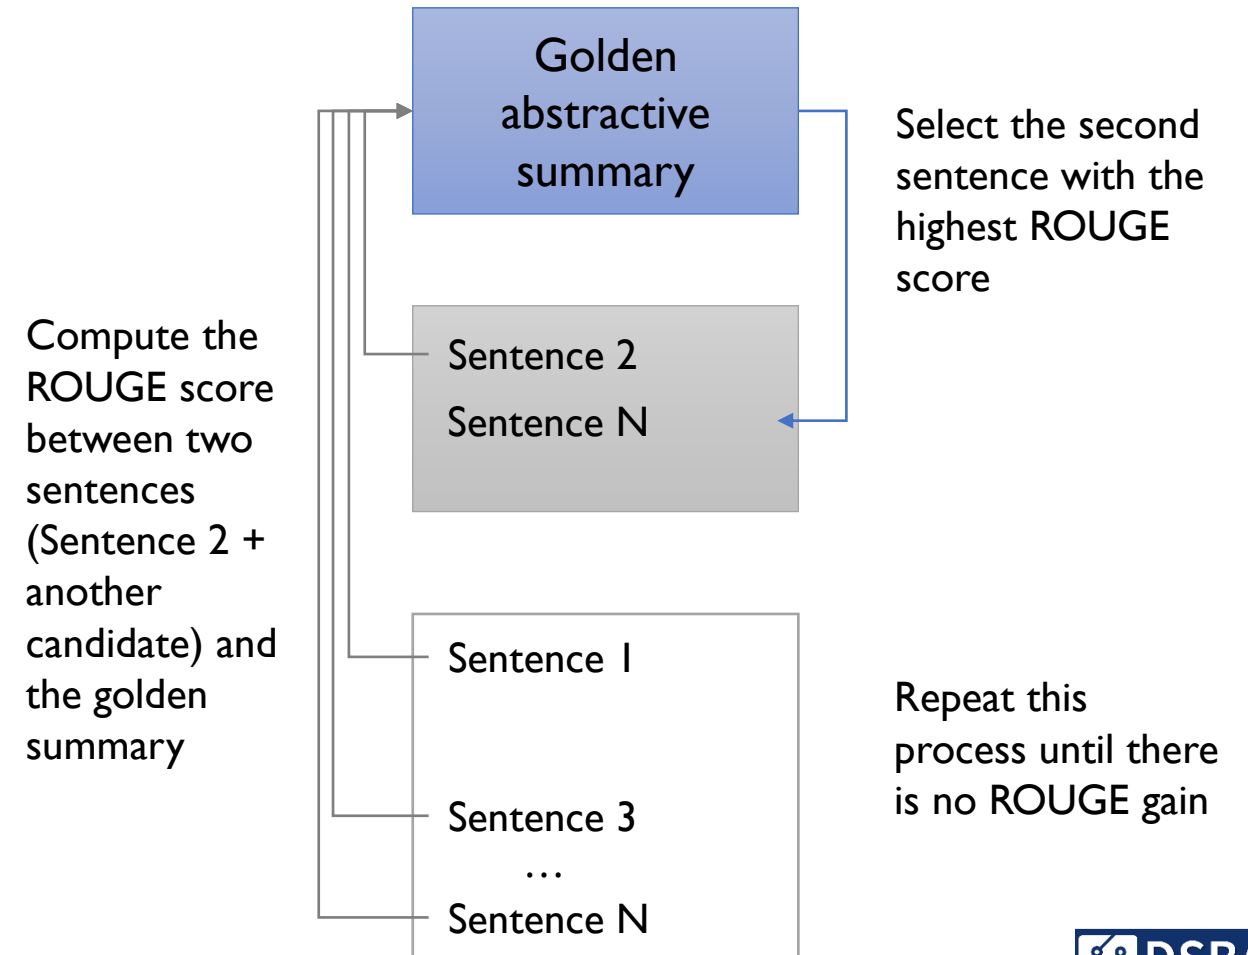 Golden
abstractive
summary
Select the second
sentence with the
highest ROUGE
score
Compute the
ROUGE score
between two
sentences
(Sentence 2 +
another
candidate) and
the golden
summary
Sentence 2
Sentence N
Sentence 1
Sentence 3
...
Sentence N
Repeat this
process until there
is no ROUGE gain